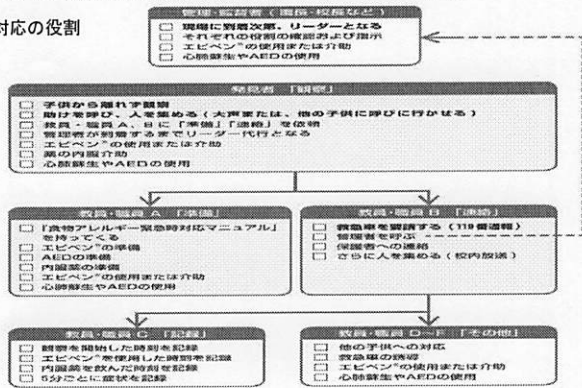 対応の役割
管理・監督者（園長・校長など）
□ 現場に到着次第、リーダーとなる
□ それぞれの役割の確認および指示
□ エピペン®の使用または介助
□ 心肺蘇生やAEDの使用
発見者 「観察」
□ 子供から離れず観察
□ 助けを呼び、人を集める（大声または、他の子供に呼びに行かせる）
□ 教員・職員 A、Bに「準備」「連絡」を依頼
□ 管理者が到着するまでリーダー代行となる
□ エピペン®の使用または介助
□ 薬の内服介助
□ 心肺蘇生やAEDの使用
教員・職員 A 「準備」
□ 「食物アレルギー緊急時対応マニュアル」
を持ってくる
□ エピペン®の準備
□ AEDの準備
□ 内服薬の準備
□ エピペン®の使用または介助
□ 心肺蘇生やAEDの使用
教員・職員 B 「連絡」
□ 救急車を要請する（119番通報）
□ 管理者を呼ぶ
□ 保護者への連絡
□ さらに人を集める（校内放送）
教員・職員 C 「記録」
□ 観察を開始した時刻を記録
□ エピペン®を使用した時刻を記録
□ 内服薬を飲んだ時刻を記録
□ 5分ごとに症状を記録
教員・職員 D〜F 「その他」
□ 他の子供への対応
□ 救急車の誘導
□ エピペン®の使用または介助
□ 心肺蘇生やAEDの使用